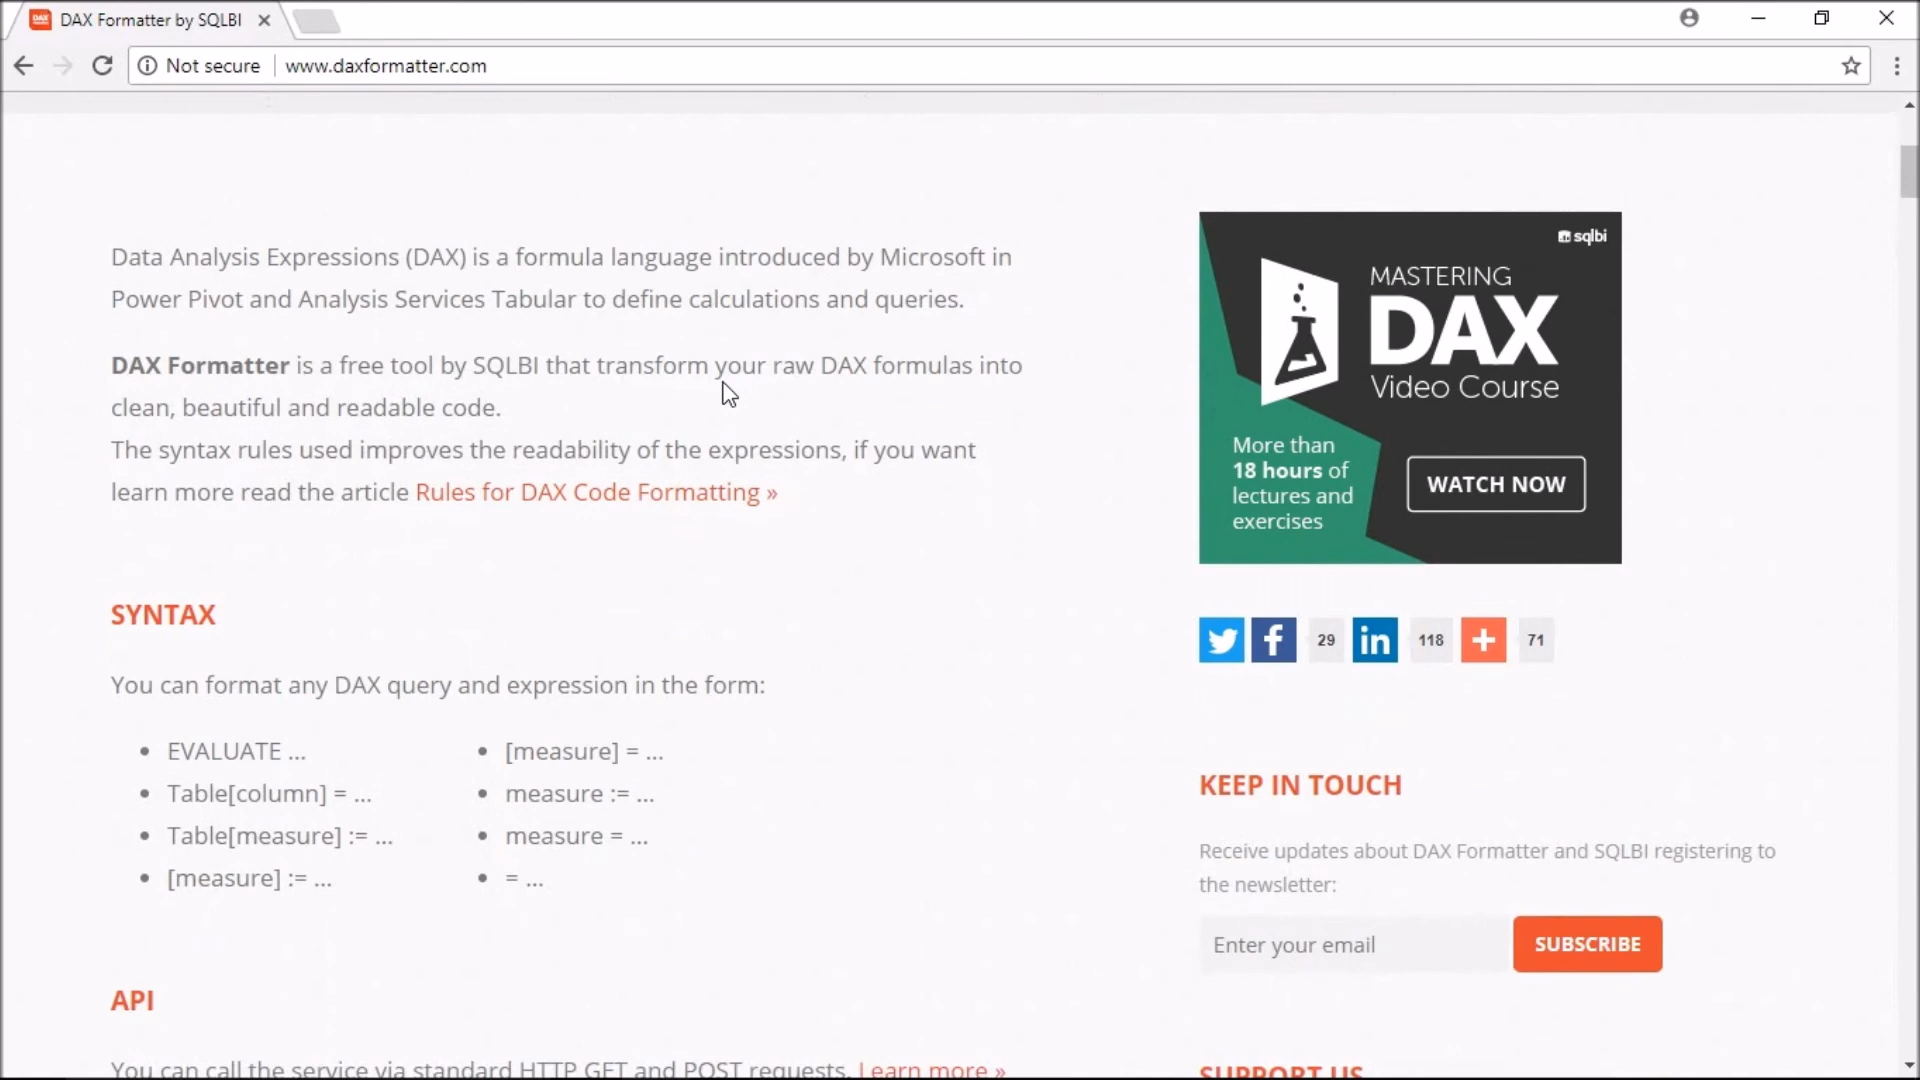 DAX Formatter by SQLBI
Not secure
www.daxformatter.com
Data Analysis Expressions (DAX) is a formula language introduced by Microsoft in
Power Pivot and Analysis Services Tabular to define calculations and queries.
DAX Formatter is a free tool by SQLBI that transform your raw DAX formulas into
clean, beautiful and readable code.
The syntax rules used improves the readability of the expressions, if you want
learn more read the article Rules for DAX Code Formatting »
SYNTAX
You can format any DAX query and expression in the form:
• EVALUATE ...
• Table[column] = ...
• Table[measure] := ...
• [measure] := ...
• [measure] = ...
• measure := ...
• measure = ...
• = ...
API
You can call the service via standard HTTP GET and POST requests. Learn more »
sqlbi
MASTERING
DAX
Video Course
More than
18 hours of
lectures and
exercises
WATCH NOW
29
in
118
71
KEEP IN TOUCH
Receive updates about DAX Formatter and SQLBI registering to
the newsletter:
Enter your email
SUBSCRIBE
SUPPORT US